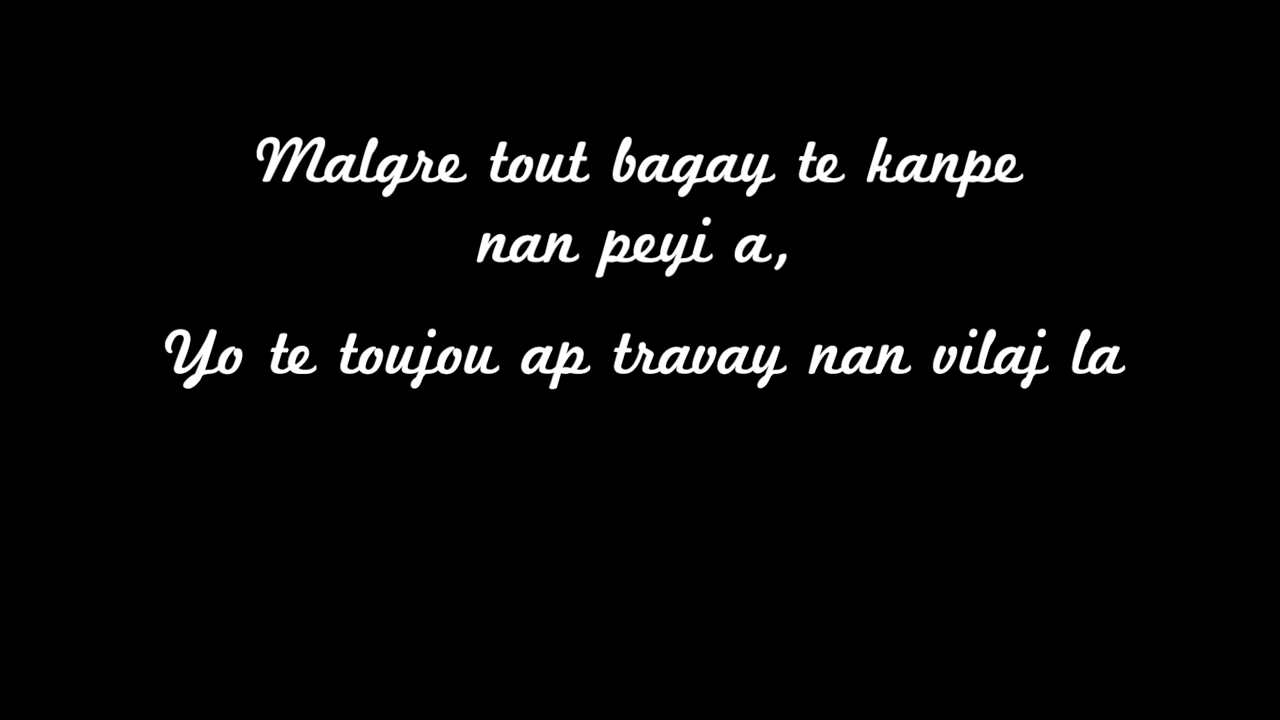 Malgre tout bagay te kanpe
nan peyi a,
Yo te toujou ap travay nan vilaj la